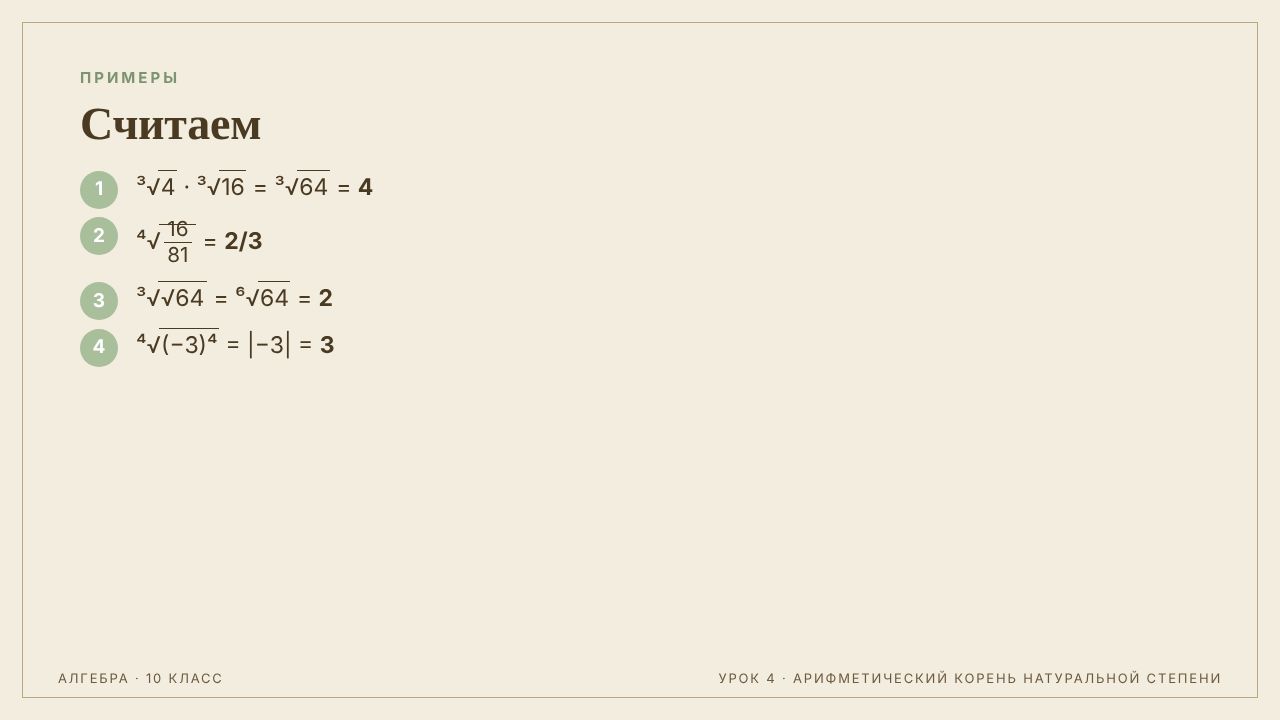 ПРИМЕРЫ
Считаем
1 ³√4 · ³√16 = ³√64 = 4
2 ⁴√16/81 = 2/3
3 ³√√64 = ⁶√64 = 2
4 ⁴√(−3)⁴ = |−3| = 3
АЛГЕБРА · 10 КЛАСС
УРОК 4 · АРИФМЕТИЧЕСКИЙ КОРЕНЬ НАТУРАЛЬНОЙ СТЕПЕНИ